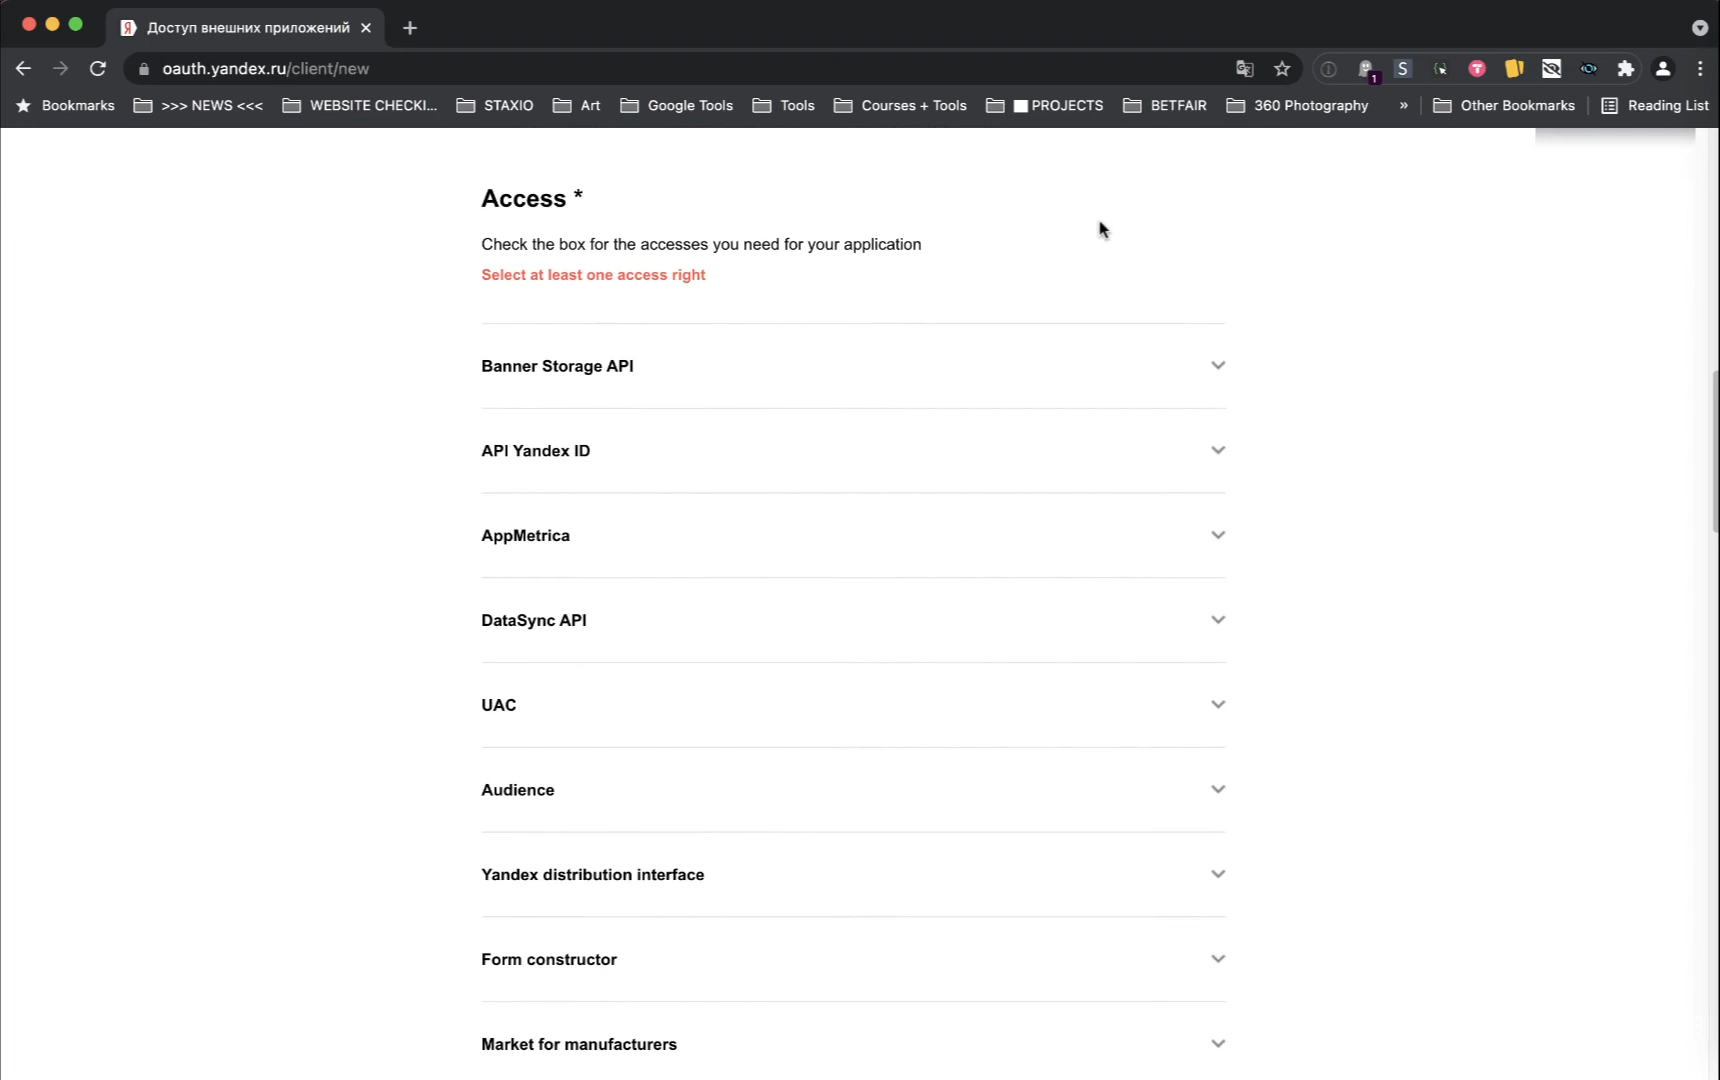 Я Доступ внешних приложений
oauth.yandex.ru/client/new
S
1
Bookmarks >>> NEWS <<< WEBSITE CHECKI... STAXIO Art Google Tools Tools Courses + Tools PROJECTS BETFAIR 360 Photography » Other Bookmarks Reading List
Access *
Check the box for the accesses you need for your application
Select at least one access right
Banner Storage API
API Yandex ID
AppMetrica
DataSync API
UAC
Audience
Yandex distribution interface
Form constructor
Market for manufacturers